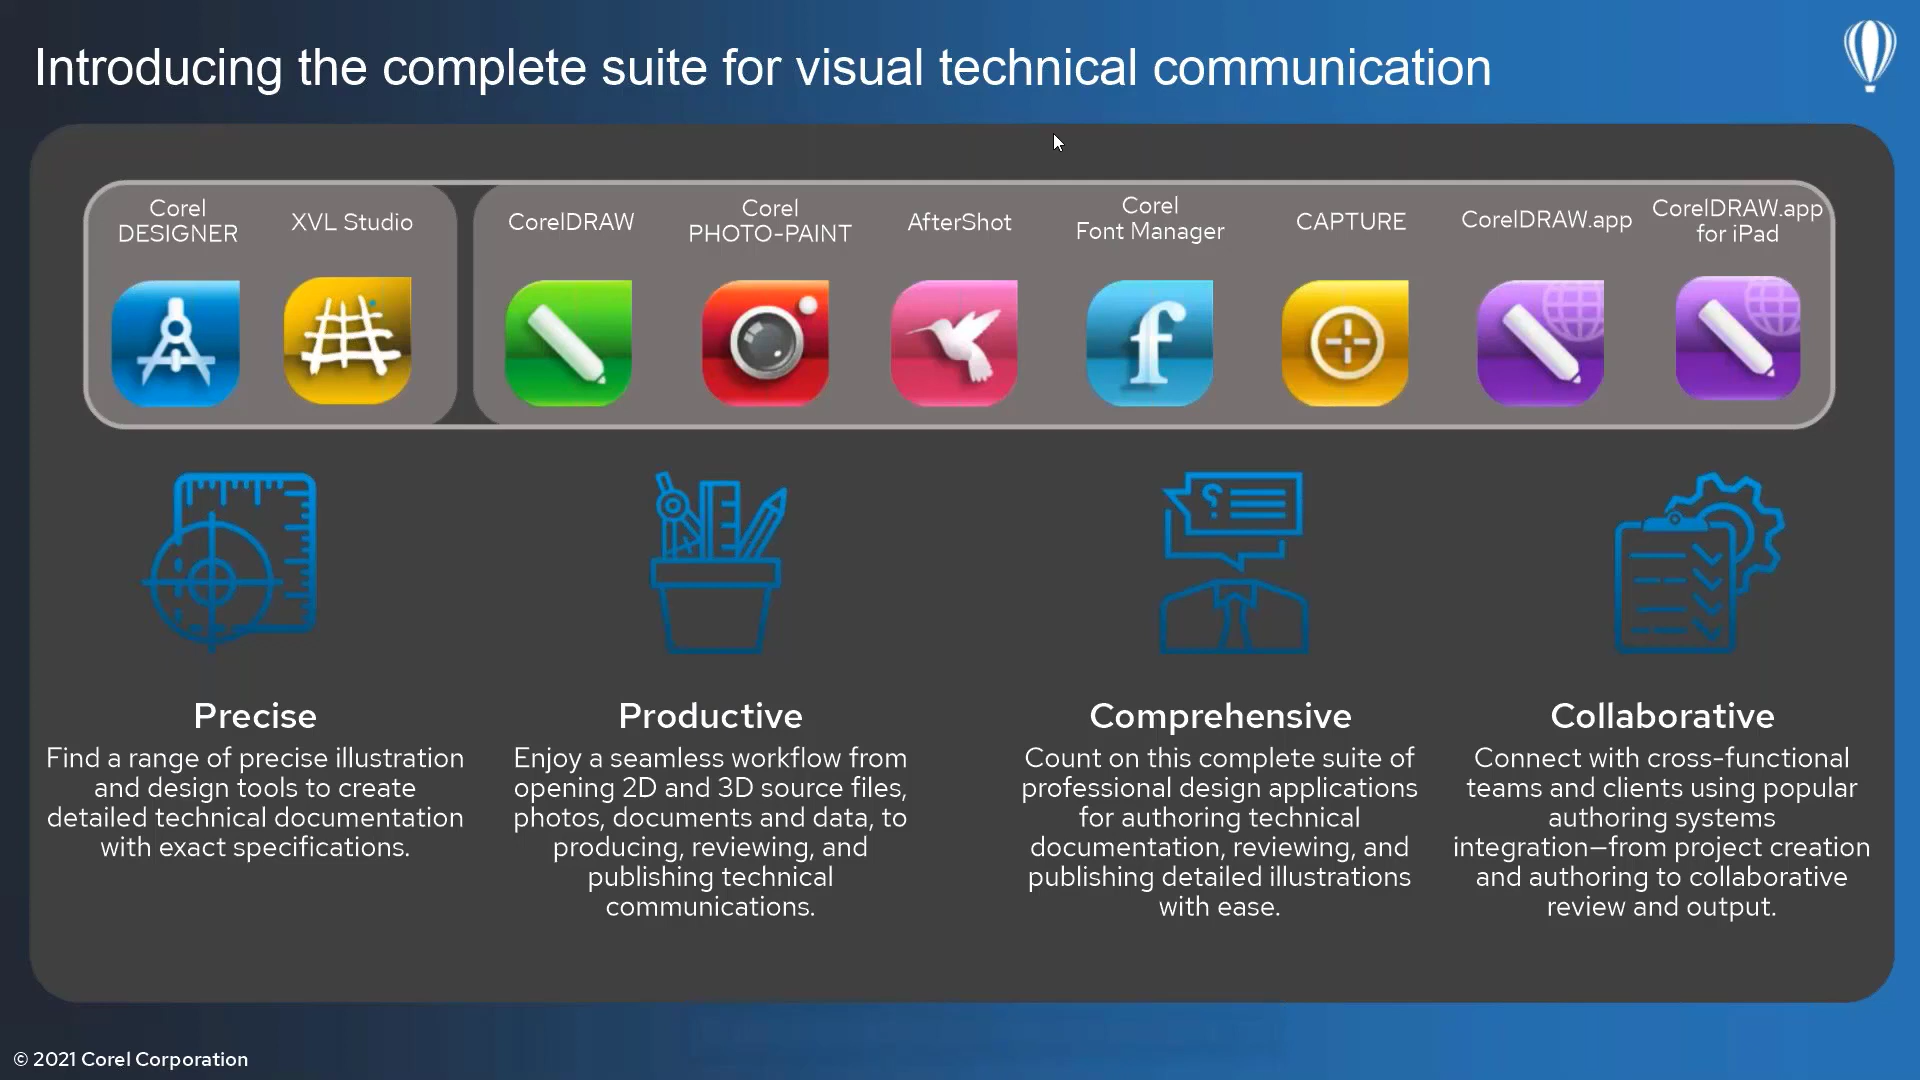 Introducing the complete suite for visual technical communication
Corel
DESIGNER
XVL Studio
CorelDRAW
Corel
PHOTO-PAINT
AfterShot
Corel
Font Manager
CAPTURE
CorelDRAW.app
CorelDRAW.app
for iPad
Precise
Find a range of precise illustration
and design tools to create
detailed technical documentation
with exact specifications.
Productive
Enjoy a seamless workflow from
opening 2D and 3D source files,
photos, documents and data, to
producing, reviewing, and
publishing technical
communications.
Comprehensive
Count on this complete suite of
professional design applications
for authoring technical
documentation, reviewing, and
publishing detailed illustrations
with ease.
Collaborative
Connect with cross-functional
teams and clients using popular
authoring systems
integration—from project creation
and authoring to collaborative
review and output.
© 2021 Corel Corporation